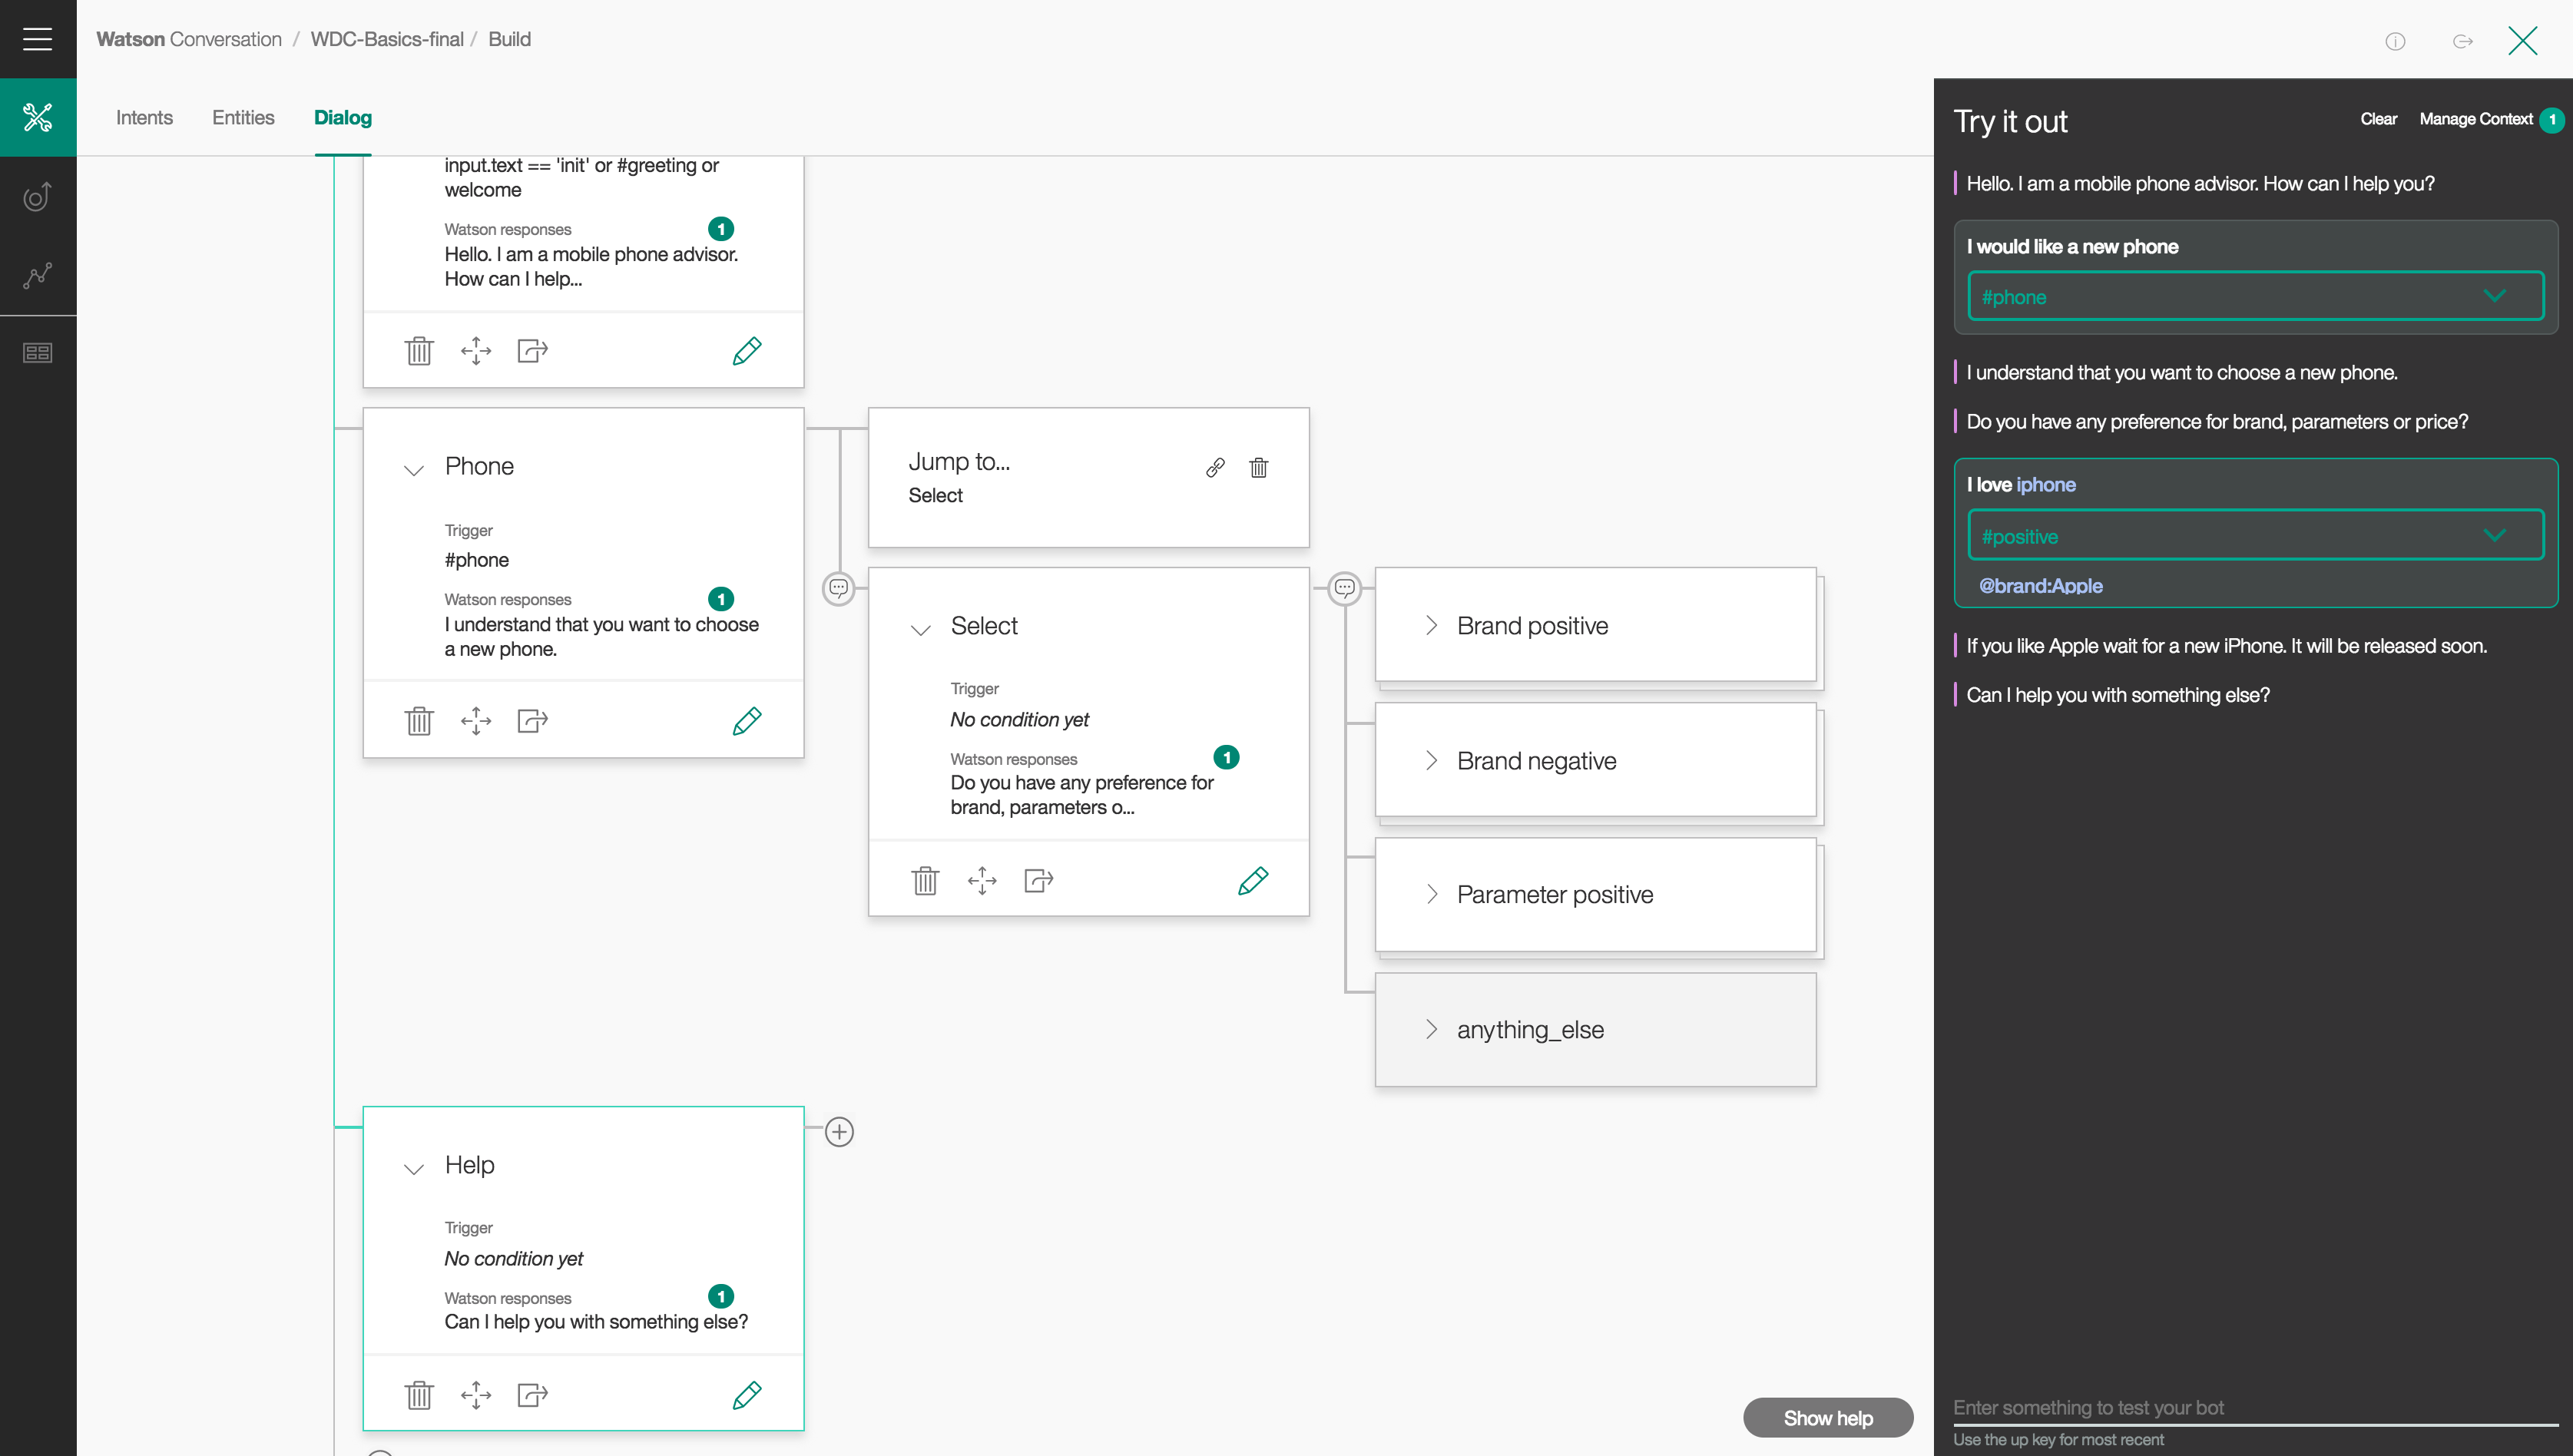 Watson Conversation / WDC-Basics-final / Build
Intents
Entities
Dialog
input.text == 'init' or #greeting or
welcome
Watson responses
1
Hello. I am a mobile phone advisor.
How can I help...
Phone
Trigger
#phone
Watson responses
1
I understand that you want to choose
a new phone.
Jump to...
Select
Select
Trigger
No condition yet
Watson responses
1
Do you have any preference for
brand, parameters o...
Brand positive
Brand negative
Parameter positive
anything_else
Help
Trigger
No condition yet
Watson responses
1
Can I help you with something else?
Show help
Try it out
Clear
Manage Context 1
Hello. I am a mobile phone advisor. How can I help you?
I would like a new phone
#phone
I understand that you want to choose a new phone.
Do you have any preference for brand, parameters or price?
I love iphone
#positive
@brand:Apple
If you like Apple wait for a new iPhone. It will be released soon.
Can I help you with something else?
Enter something to test your bot
Use the up key for most recent